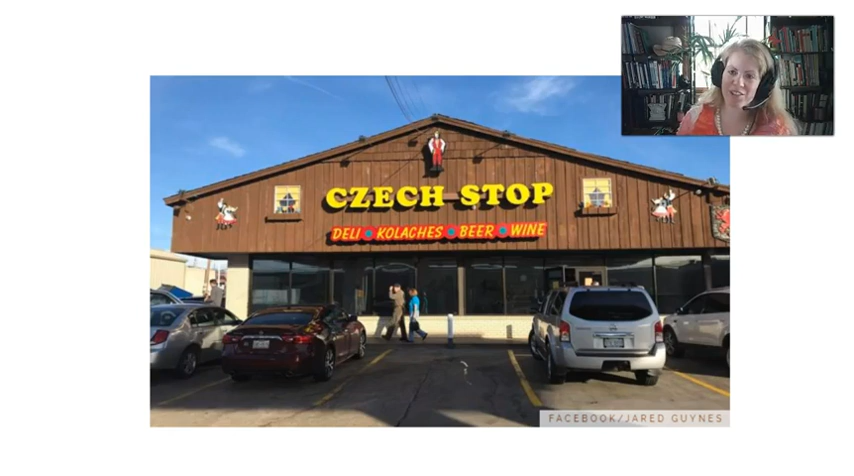 CZECH STOP
DELI • KOLACHES • BEER • WINE
FACEBOOK/JARED GUYNES